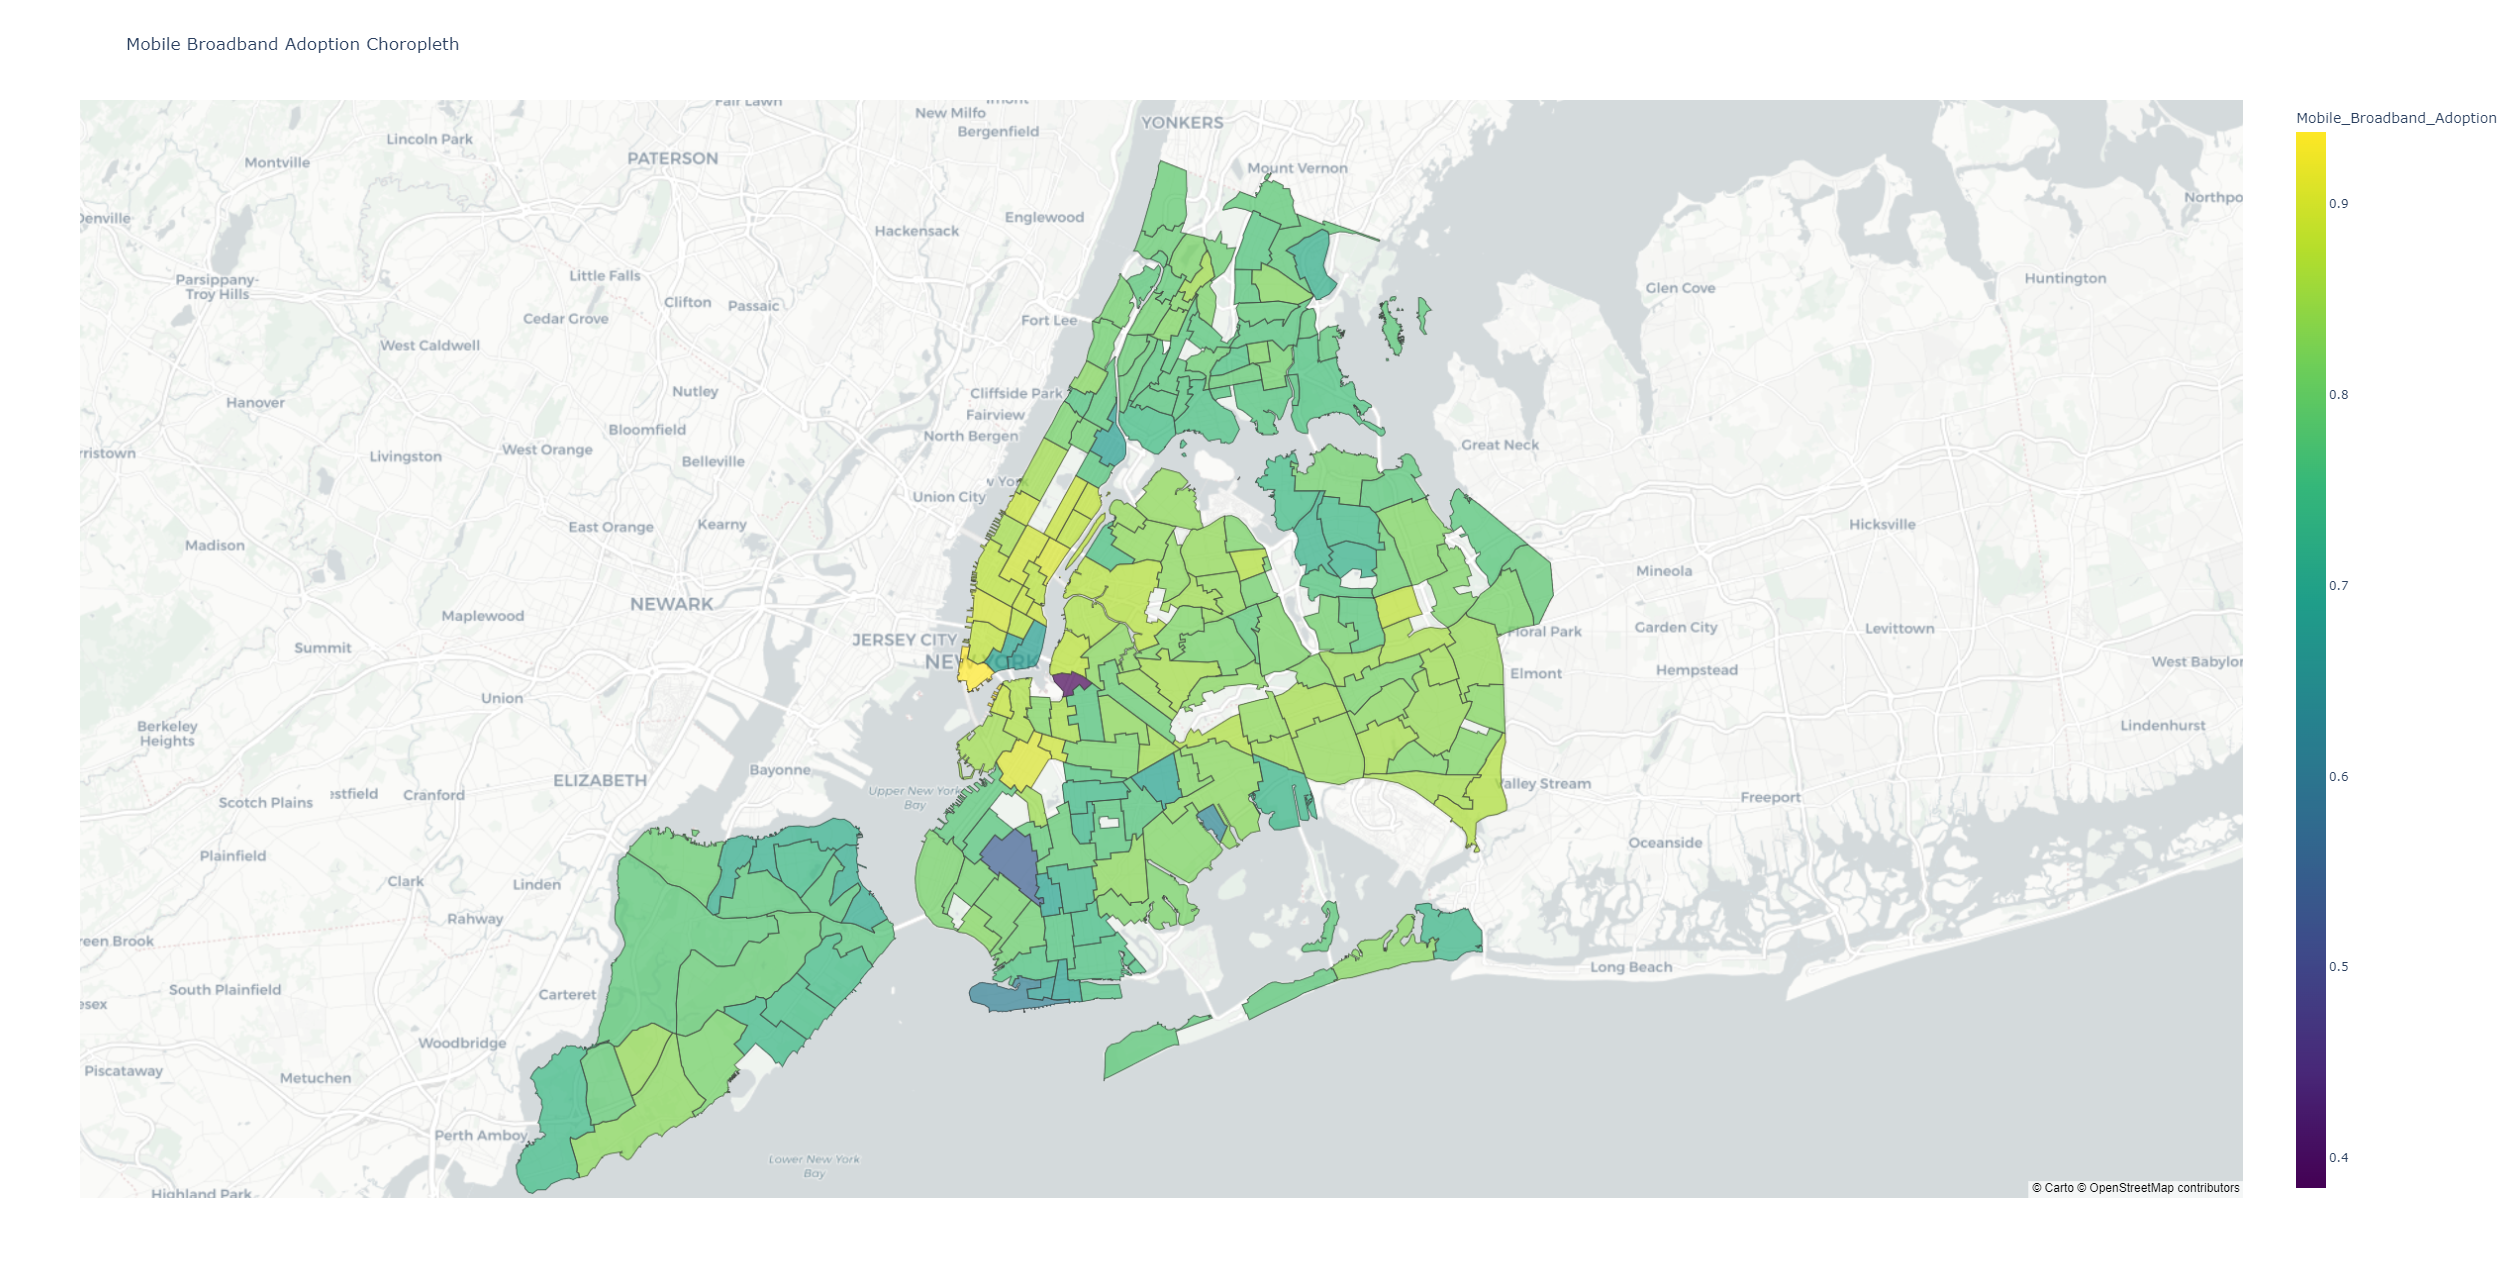 Mobile Broadband Adoption Choropleth
Mobile_Broadband_Adoption
0.9
0.8
0.7
0.6
0.5
0.4
Fair Lawn
New Milfo
Bergenfield
YONKERS
Lincoln Park
Montville
PATERSON
Mount Vernon
Northpo
Denville
Englewood
Hackensack
Parsippany-
Troy Hills
Little Falls
Huntington
Glen Cove
Clifton
Passaic
Cedar Grove
Fort Lee
West Caldwell
Nutley
Cliffside Park
Hanover
Fairview
Bloomfield
North Bergen
Great Neck
rristown
Livingston
West Orange
Belleville
Union City
East Orange
Kearny
Hicksville
Madison
Mineola
NEWARK
Maplewood
JERSEY CITY
Floral Park
Garden City
Levittown
Summit
NEW YORK
West Babylon
Elmont
Hempstead
Union
Berkeley
Heights
Lindenhurst
Bayonne
ELIZABETH
Valley Stream
Upper New York
Bay
Scotch Plains
estfield
Cranford
Freeport
Oceanside
Plainfield
Clark
Linden
Rahway
reen Brook
Long Beach
South Plainfield
Carteret
esex
Woodbridge
Piscataway
Metuchen
Perth Amboy
Lower New York
Bay
Highland Park
© Carto © OpenStreetMap contributors